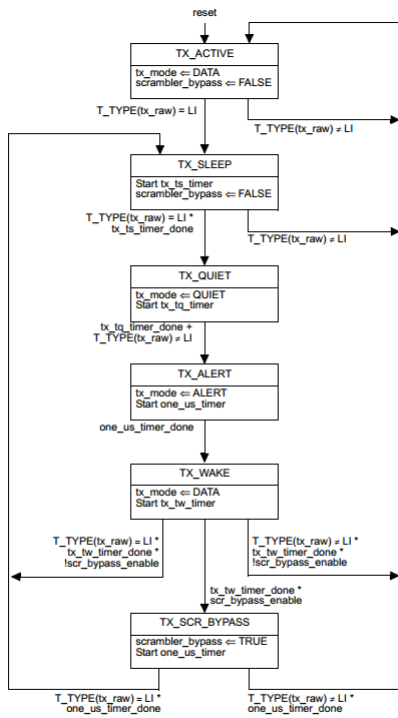 reset
TX_ACTIVE
tx_mode ⇐ DATA
scrambler_bypass ⇐ FALSE
T_TYPE(tx_raw) = LI
T_TYPE(tx_raw) ≠ LI
TX_SLEEP
Start tx_ts_timer
scrambler_bypass ⇐ FALSE
T_TYPE(tx_raw) = LI *
tx_ts_timer_done
T_TYPE(tx_raw) ≠ LI
TX_QUIET
tx_mode ⇐ QUIET
Start tx_tq_timer
tx_tq_timer_done +
T_TYPE(tx_raw) ≠ LI
TX_ALERT
tx_mode ⇐ ALERT
Start one_us_timer
one_us_timer_done
TX_WAKE
tx_mode ⇐ DATA
Start tx_tw_timer
T_TYPE(tx_raw) = LI *
tx_tw_timer_done *
!scr_bypass_enable
T_TYPE(tx_raw) ≠ LI *
tx_tw_timer_done *
!scr_bypass_enable
tx_tw_timer_done *
scr_bypass_enable
TX_SCR_BYPASS
scrambler_bypass ⇐ TRUE
Start one_us_timer
T_TYPE(tx_raw) = LI *
one_us_timer_done
T_TYPE(tx_raw) ≠ LI *
one_us_timer_done